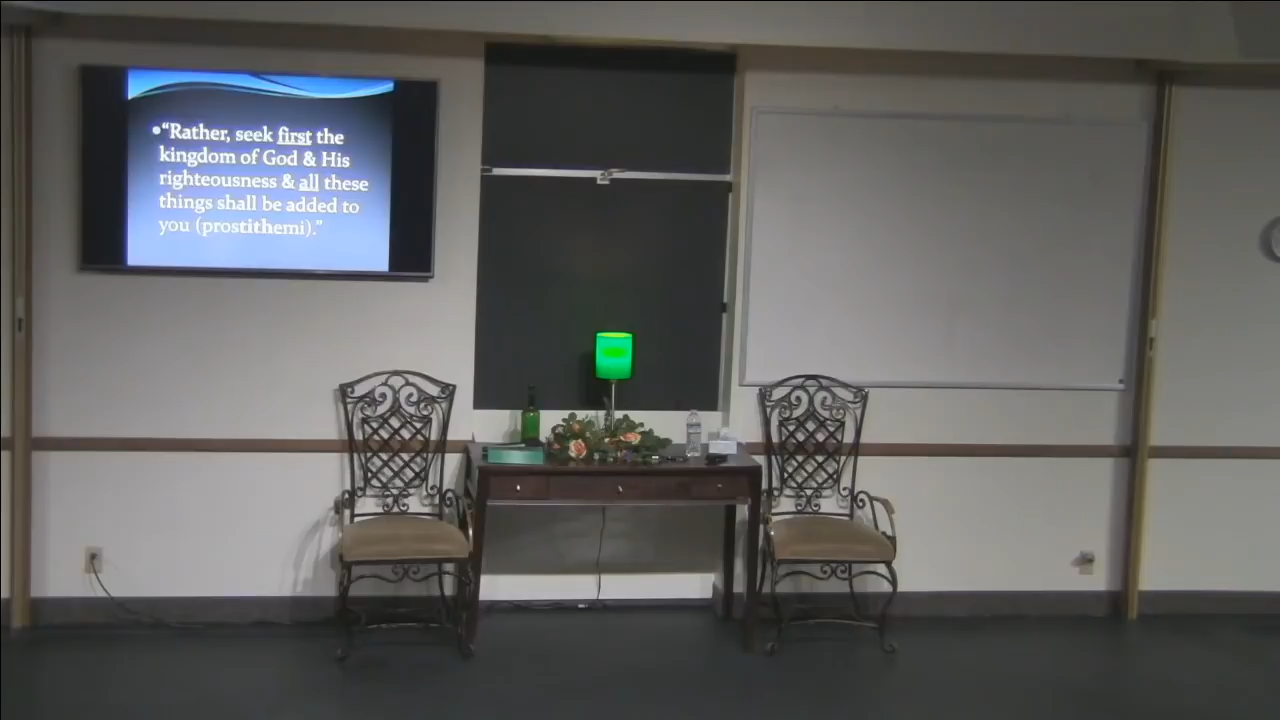 •“Rather, seek first the
kingdom of God & His
righteousness & all these
things shall be added to
you (prostithemi).”